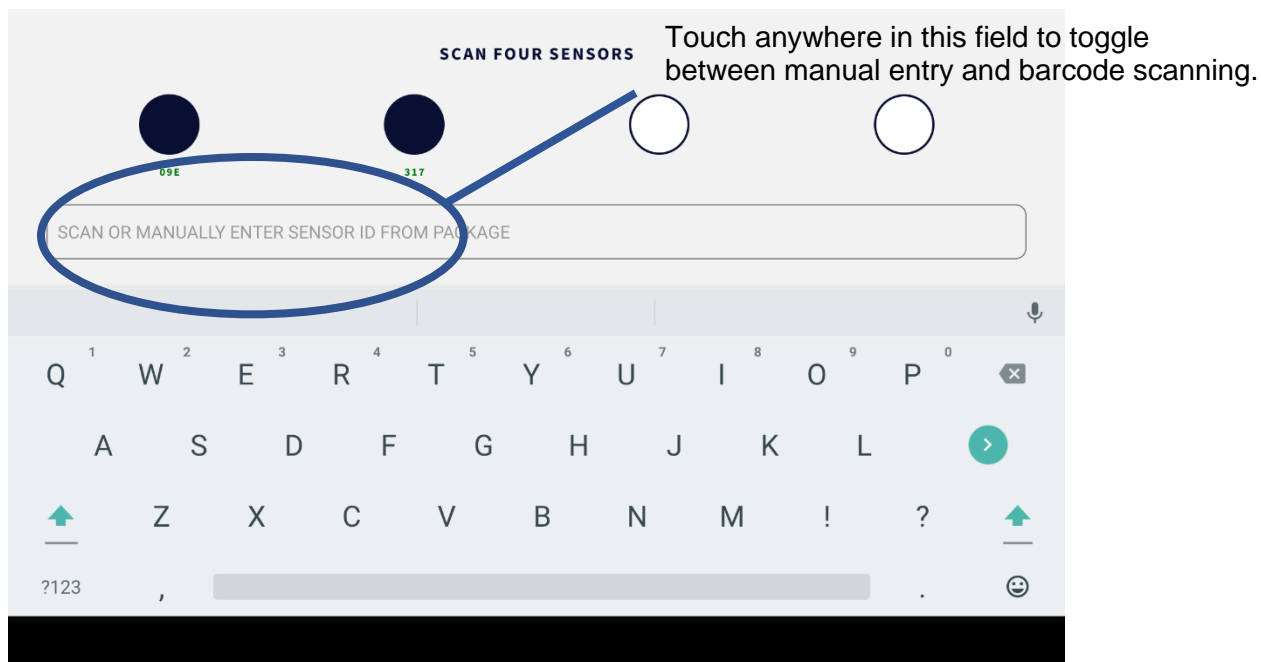 Touch anywhere in this field to toggle
between manual entry and barcode scanning.
SCAN FOUR SENSORS
09E
317
SCAN OR MANUALLY ENTER SENSOR ID FROM PACKAGE
1 2 3 4 5 6 7 8 9 0
Q W E R T Y U I O P
A S D F G H J K L
Z X C V B N M ! ?
?123 , .